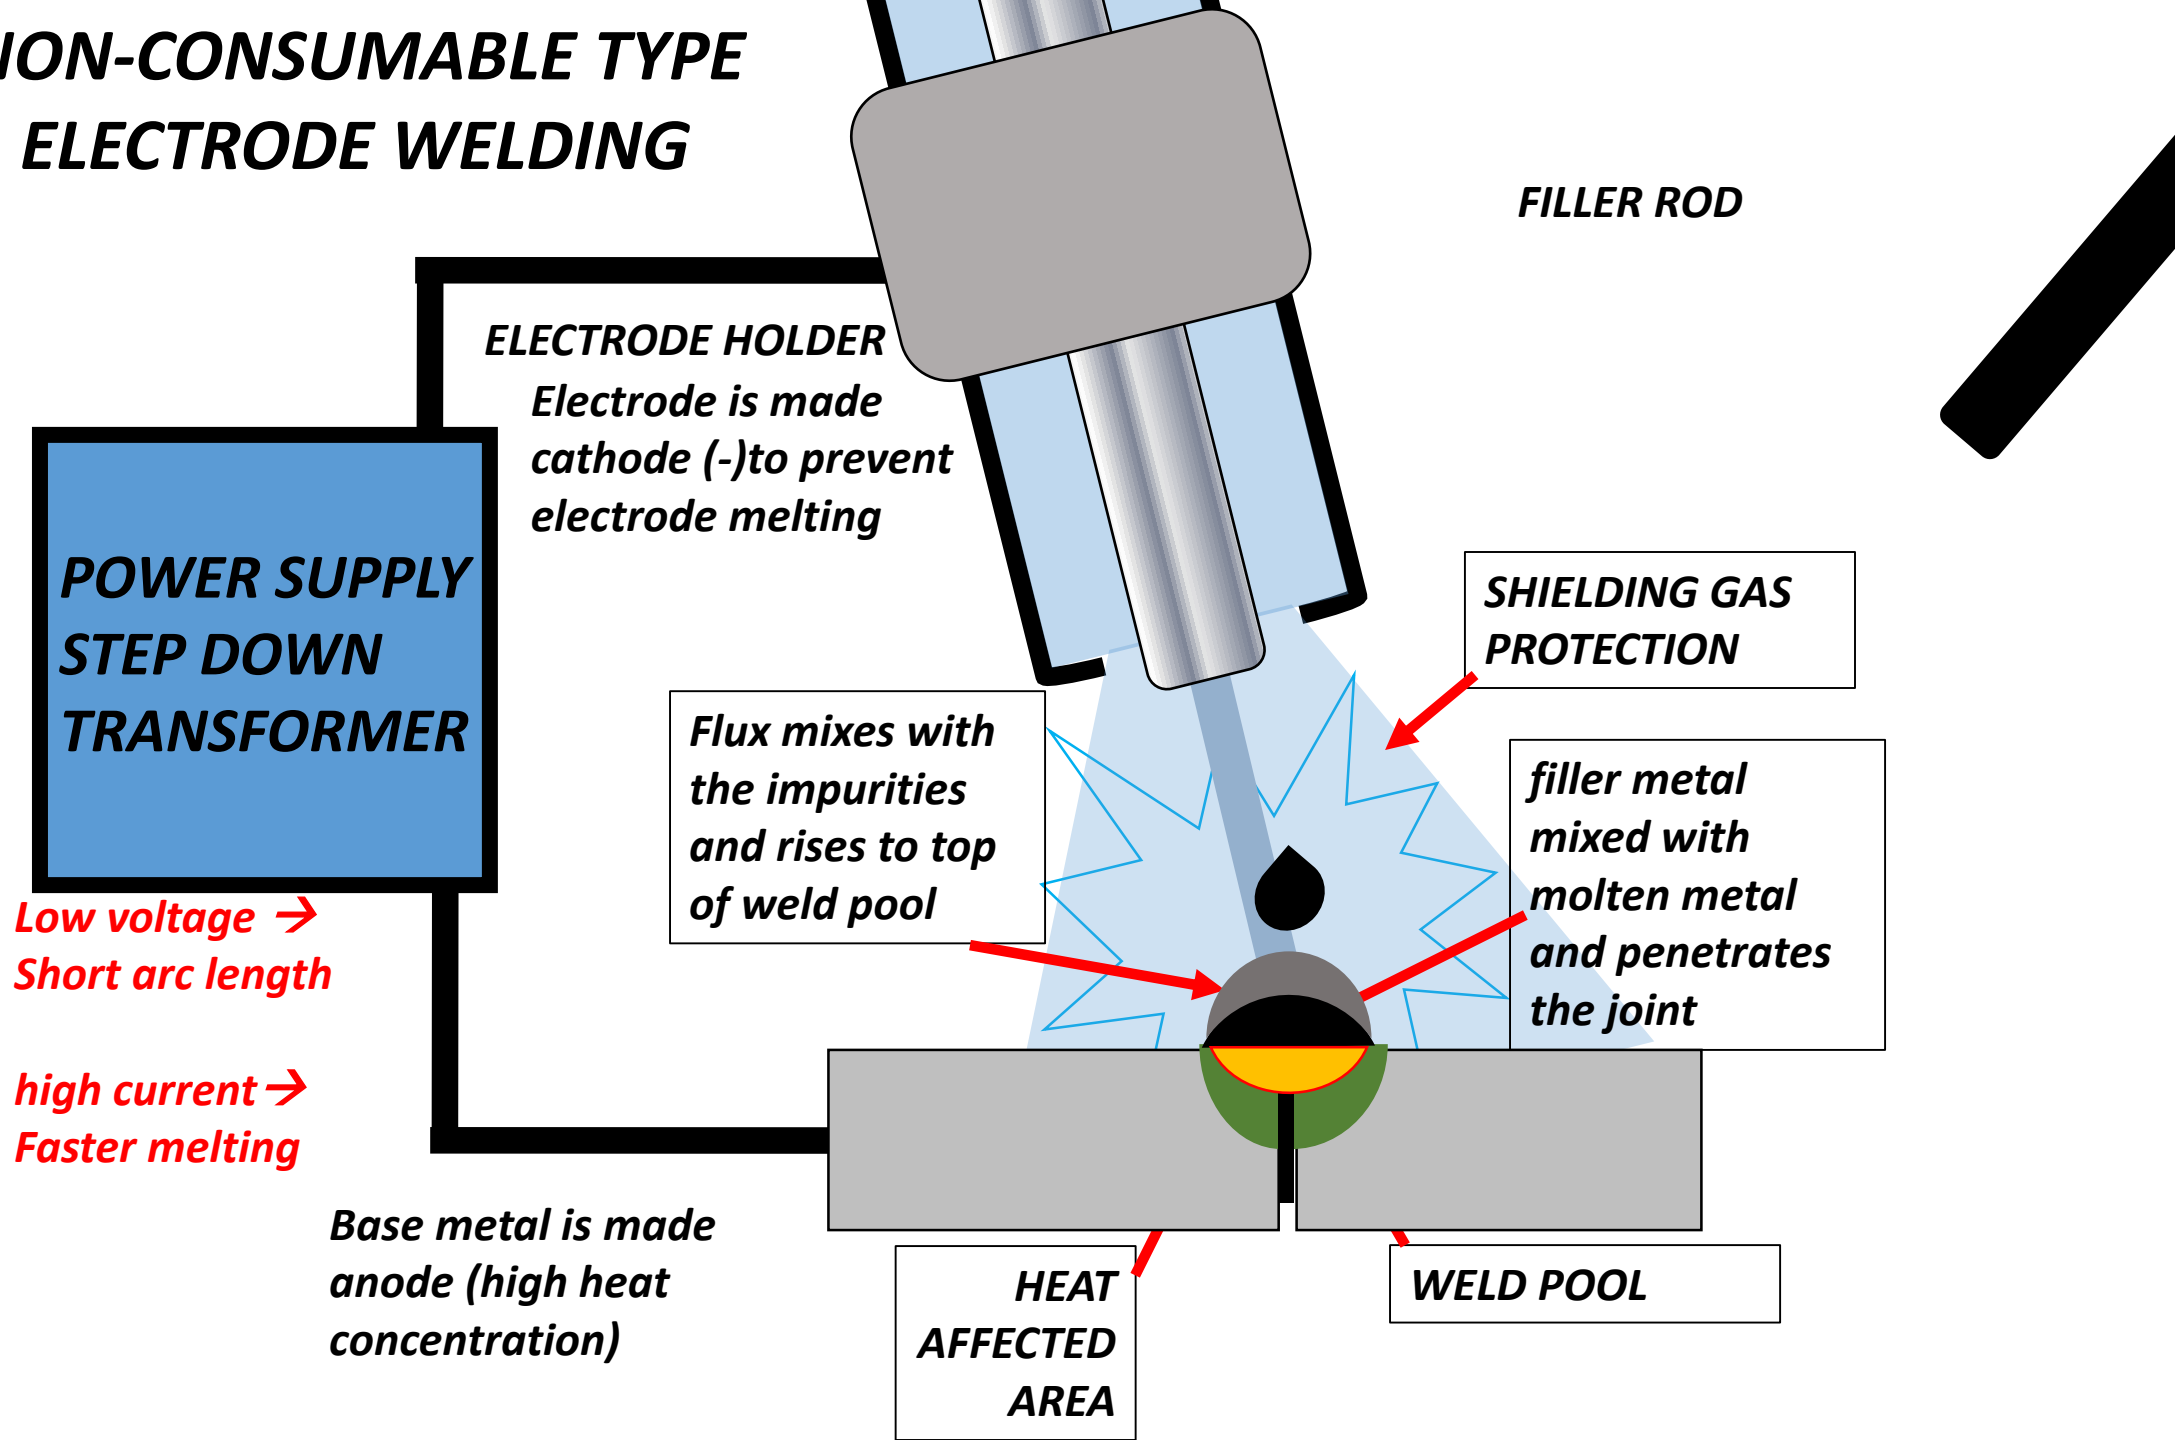 ION-CONSUMABLE TYPE
ELECTRODE WELDING
FILLER ROD
ELECTRODE HOLDER
Electrode is made
cathode (-)to prevent
electrode melting
POWER SUPPLY
STEP DOWN
TRANSFORMER
SHIELDING GAS
PROTECTION
Flux mixes with
the impurities
and rises to top
of weld pool
filler metal
mixed with
molten metal
and penetrates
the joint
Low voltage →
Short arc length
high current→
Faster melting
Base metal is made
anode (high heat
concentration)
HEAT
AFFECTED
AREA
WELD POOL